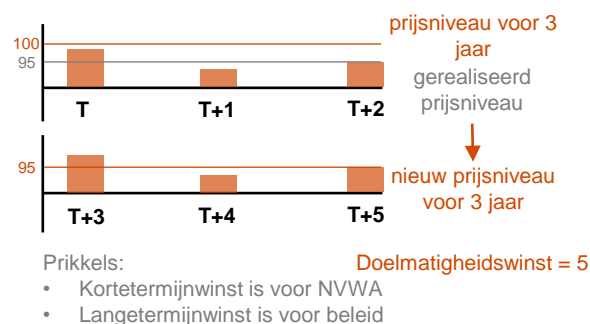 prijsniveau voor 3
jaar
100
95
gerealiseerd
prijsniveau
T
T+1
T+2
95
nieuw prijsniveau
voor 3 jaar
T+3
T+4
T+5
Prikkels:
Doelmatigheidswinst = 5
• Kortetermijnwinst is voor NVWA
• Langetermijnwinst is voor beleid